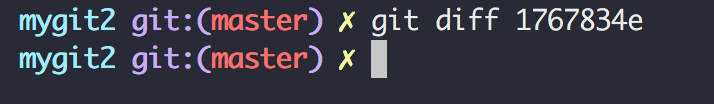 mygit2 git:(master) ✗ git diff 1767834e
mygit2 git:(master) ✗